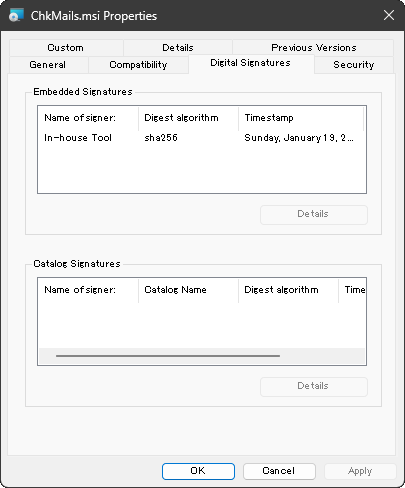 ChkMails.msi Properties
Custom Details Previous Versions
General Compatibility Digital Signatures Security
Embedded Signatures
Name of signer: Digest algorithm Timestamp
In-house Tool sha256 Sunday, January 19, 2...
Details
Catalog Signatures
Name of signer: Catalog Name Digest algorithm Time
Details
OK Cancel Apply